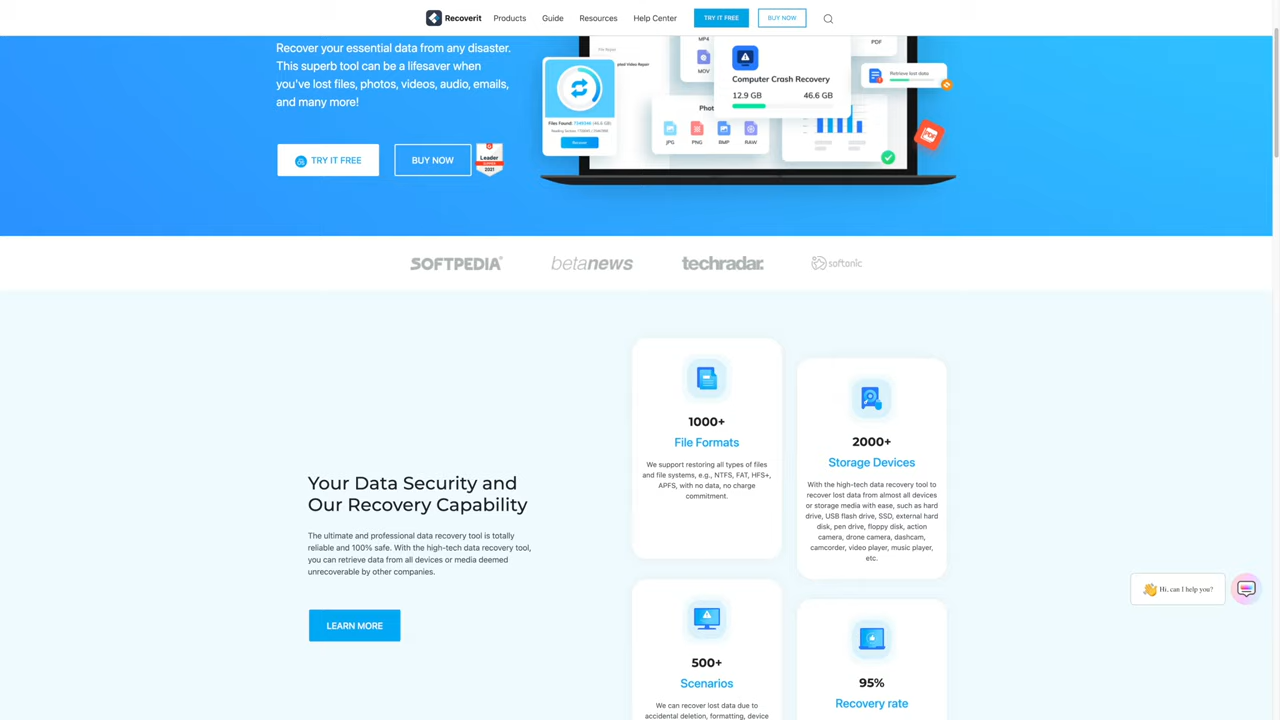 Recoverit
Products
Guide
Resources
Help Center
TRY IT FREE
BUY NOW
Recover your essential data from any disaster.
This superb tool can be a lifesaver when
you've lost files, photos, videos, audio, emails,
and many more!
TRY IT FREE
BUY NOW
Leader
2021
MP4
MOV
PDF
Computer Crash Recovery
12.9 GB
46.6 GB
Retrieve lost data
JPG
PNG
BMP
RAW
PDF
SOFTPEDIA
betanews
techradar.
softonic
Your Data Security and
Our Recovery Capability
The ultimate and professional data recovery tool is totally
reliable and 100% safe. With the high-tech data recovery tool,
you can retrieve data from all devices or media deemed
unrecoverable by other companies.
LEARN MORE
1000+
File Formats
We support restoring all types of files
and file systems, e.g., NTFS, FAT, HFS+,
APFS, with no data, no charge
commitment.
2000+
Storage Devices
With the high-tech data recovery tool to
recover lost data from almost all devices
or storage media with ease, such as hard
drive, USB flash drive, SSD, external hard
disk, pen drive, floppy disk, action
camera, drone camera, dashcam,
camcorder, video player, music player,
etc.
500+
Scenarios
We can recover lost data due to
accidental deletion, formatting, device
95%
Recovery rate
Hi, can I help you?